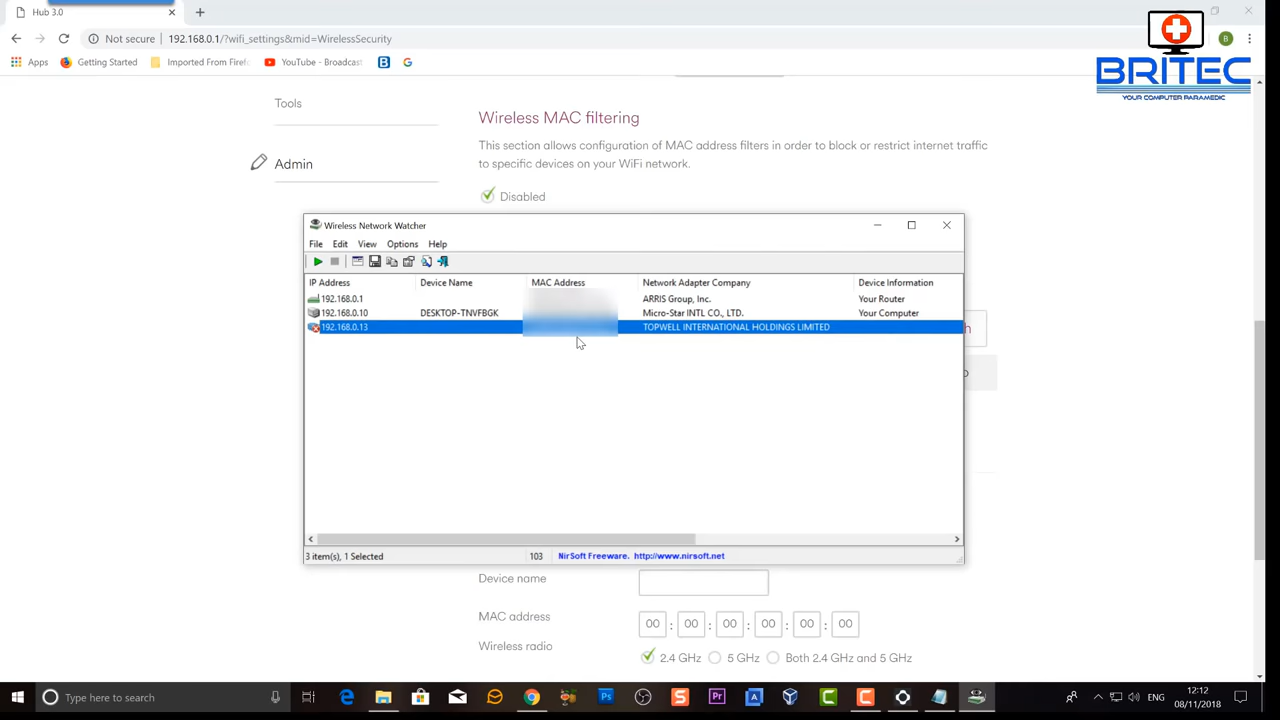 Hub 3.0
Not secure | 192.168.0.1/?wifi_settings&mid=WirelessSecurity
B
Apps
Getting Started
Imported From Firef
YouTube - Broadcast
B
BRITEC
YOUR COMPUTER PARAMEDIC
Tools
Admin
Wireless MAC filtering
This section allows configuration of MAC address filters in order to block or restrict internet traffic
to specific devices on your WiFi network.
Disabled
Wireless Network Watcher
File Edit View Options Help
IP Address Device Name MAC Address Network Adapter Company Device Information
192.168.0.1 ARRIS Group, Inc. Your Router
192.168.0.10 DESKTOP-TNVFBGK Micro-Star INTL CO., LTD. Your Computer
192.168.0.13 TOPWELL INTERNATIONAL HOLDINGS LIMITED
3 item(s), 1 Selected 103 NirSoft Freeware. http://www.nirsoft.net
Device name
MAC address 00 : 00 : 00 : 00 : 00 : 00
Wireless radio 2.4 GHz 5 GHz Both 2.4 GHz and 5 GHz
Type here to search
ENG
12:12
08/11/2018